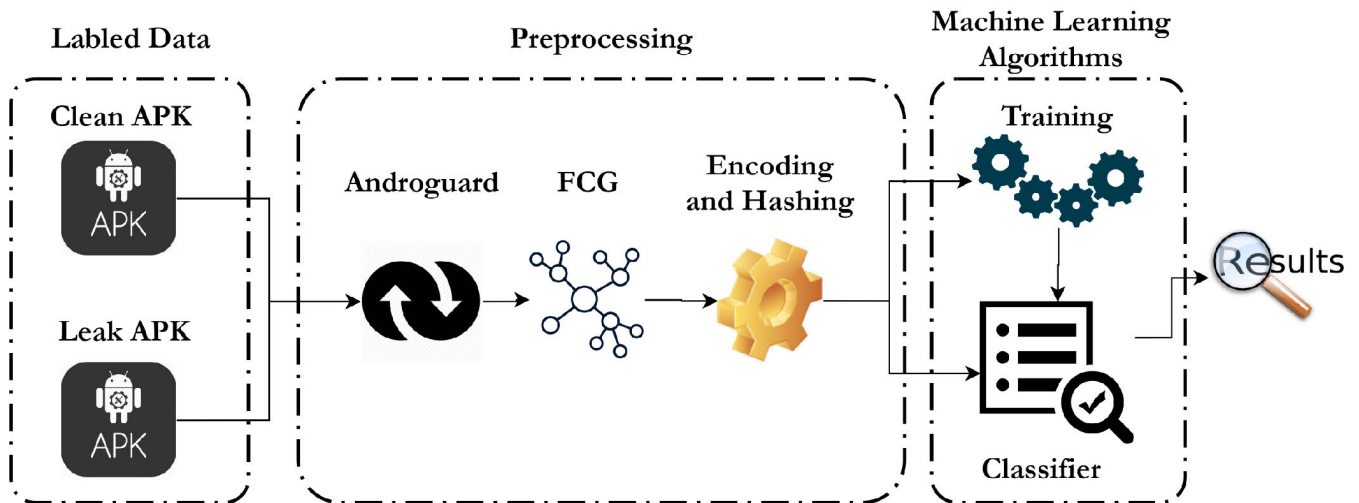 Labled Data
Preprocessing
Machine Learning
Algorithms
Clean APK
APK
Leak APK
APK
Androguard
FCG
Encoding
and Hashing
Training
Classifier
Results